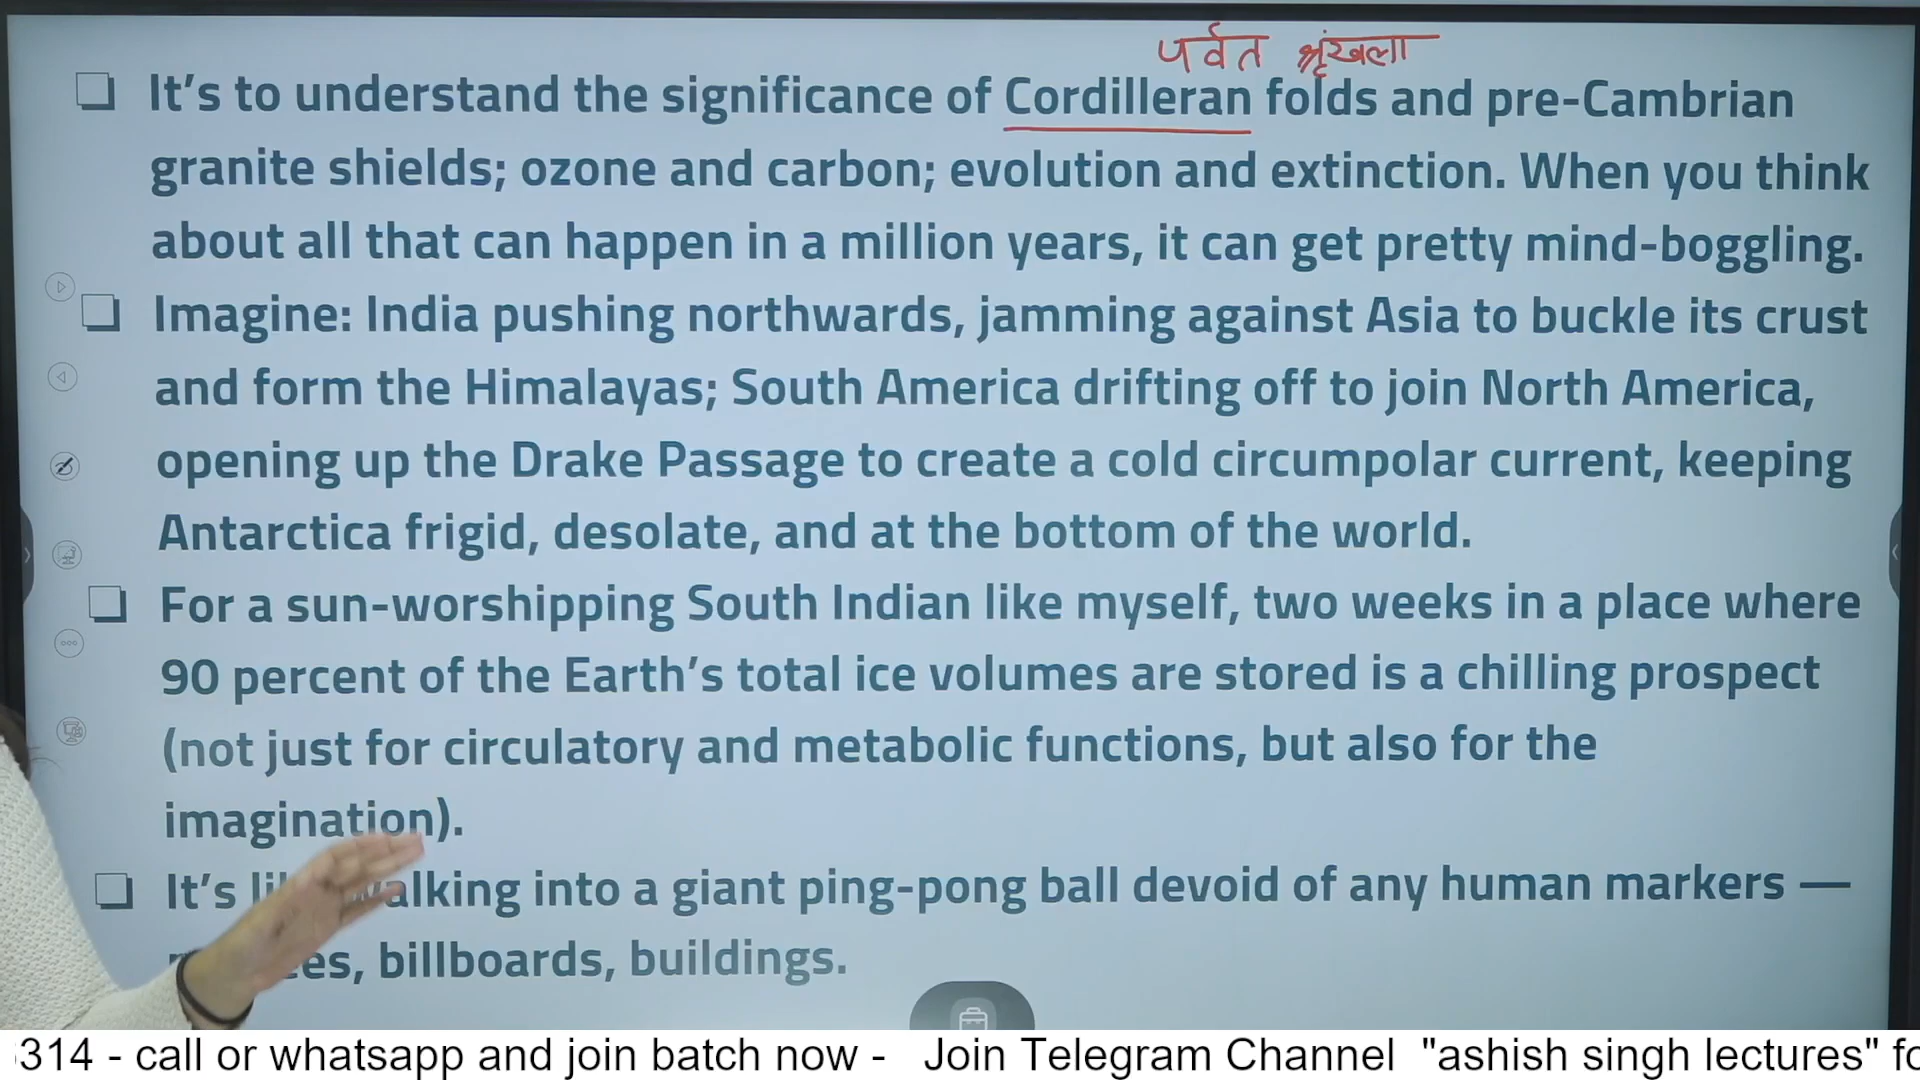 पर्वत श्रृंखला
It's to understand the significance of Cordilleran folds and pre-Cambrian
granite shields; ozone and carbon; evolution and extinction. When you think
about all that can happen in a million years, it can get pretty mind-boggling.
Imagine: India pushing northwards, jamming against Asia to buckle its crust
and form the Himalayas; South America drifting off to join North America,
opening up the Drake Passage to create a cold circumpolar current, keeping
Antarctica frigid, desolate, and at the bottom of the world.
For a sun-worshipping South Indian like myself, two weeks in a place where
90 percent of the Earth's total ice volumes are stored is a chilling prospect
(not just for circulatory and metabolic functions, but also for the
imagination).
It's walking into a giant ping-pong ball devoid of any human markers —
billboards, buildings.
314 - call or whatsapp and join batch now - Join Telegram Channel "ashish singh lectures"